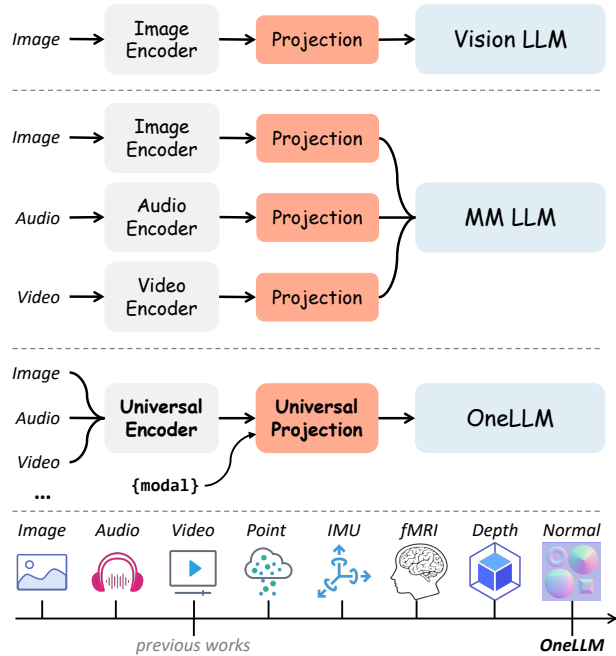 Image
Image
Encoder
Projection
Vision LLM
Image
Image
Encoder
Projection
Audio
Audio
Encoder
Projection
MM LLM
Video
Video
Encoder
Projection
Image
Audio
Video
...
Universal
Encoder
Universal
Projection
OneLLM
{modal}
Image Audio Video Point IMU fMRI Depth Normal
previous works
OneLLM